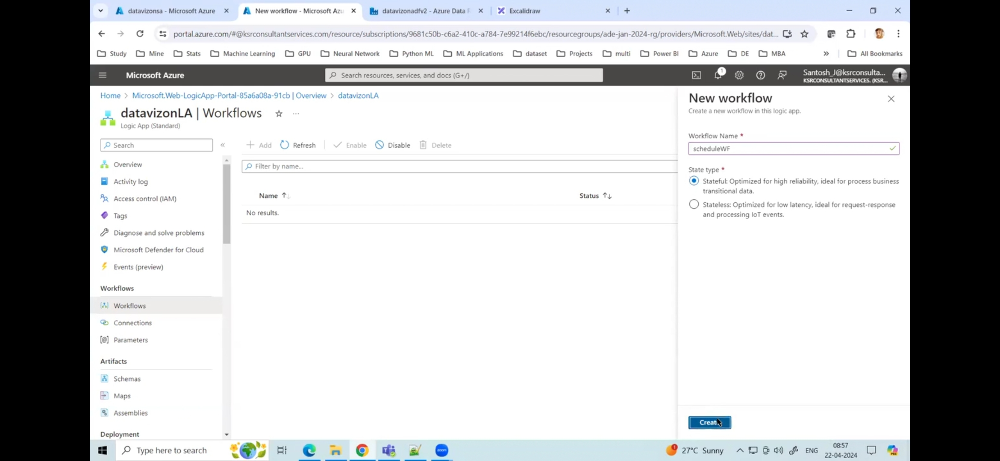 datavizonsa - Microsoft Azure
New workflow - Microsoft Azu
datavizonadfv2 - Azure Data F
Excalidraw
portal.azure.com/#@ksrconsultantservices.com/resource/subscriptions/9681c50b-c6a2-410c-a784-7e99214f6ebc/resourcegroups/ade-jan-2024-rg/providers/Microsoft.Web/sites/dat...
Study Mine Stats Machine Learning GPU Neural Network Python ML ML Applications dataset Projects multi Power BI Azure DE MBA » All Bookmarks
Microsoft Azure
Search resources, services, and docs (G+/)
1
Santosh_J@ksrconsulta...
KSRCONSULTANTSERVICES. (KSR...
Home > Microsoft.Web-LogicApp-Portal-85a6a08a-91cb | Overview > datavizonLA
datavizonLA | Workflows
Logic App (Standard)
Search
«
Overview
Activity log
Access control (IAM)
Tags
Diagnose and solve problems
Microsoft Defender for Cloud
Events (preview)
Workflows
Workflows
Connections
Parameters
Artifacts
Schemas
Maps
Assemblies
Deployment
Add Refresh Enable Disable Delete
Filter by name...
Name Status
No results.
New workflow
Create a new workflow in this logic app.
Workflow Name *
scheduleWF
State type *
Stateful: Optimized for high reliability, ideal for process business
transitional data.
Stateless: Optimized for low latency, ideal for request-response
and processing IoT events.
Create
Type here to search
zoom
1
27°C Sunny
ENG
08:57
22-04-2024